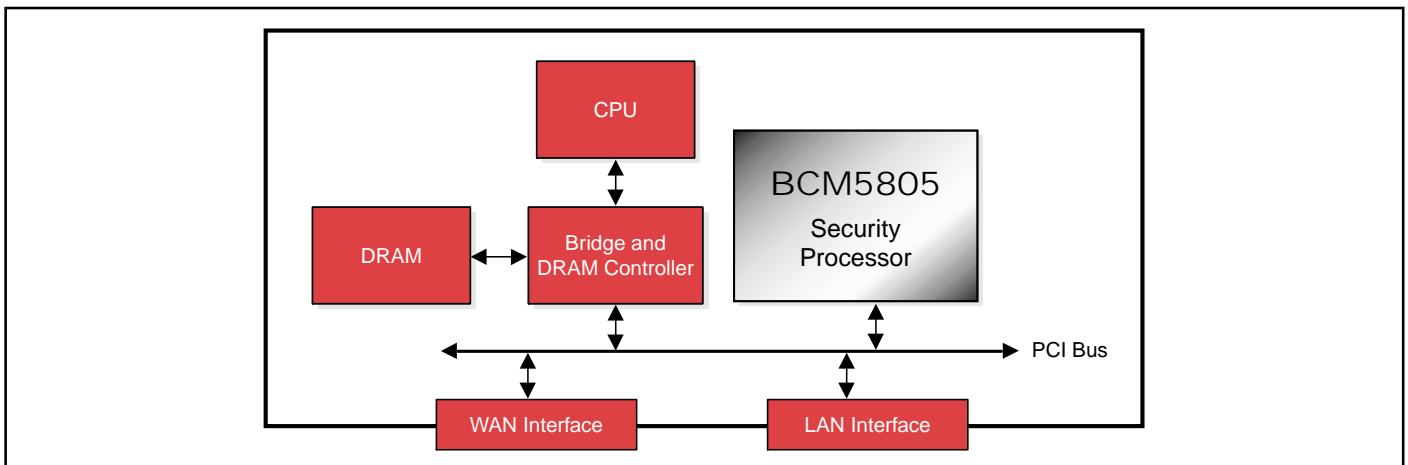 CPU
BCM5805
Security
Processor
DRAM
Bridge and
DRAM Controller
PCI Bus
WAN Interface
LAN Interface